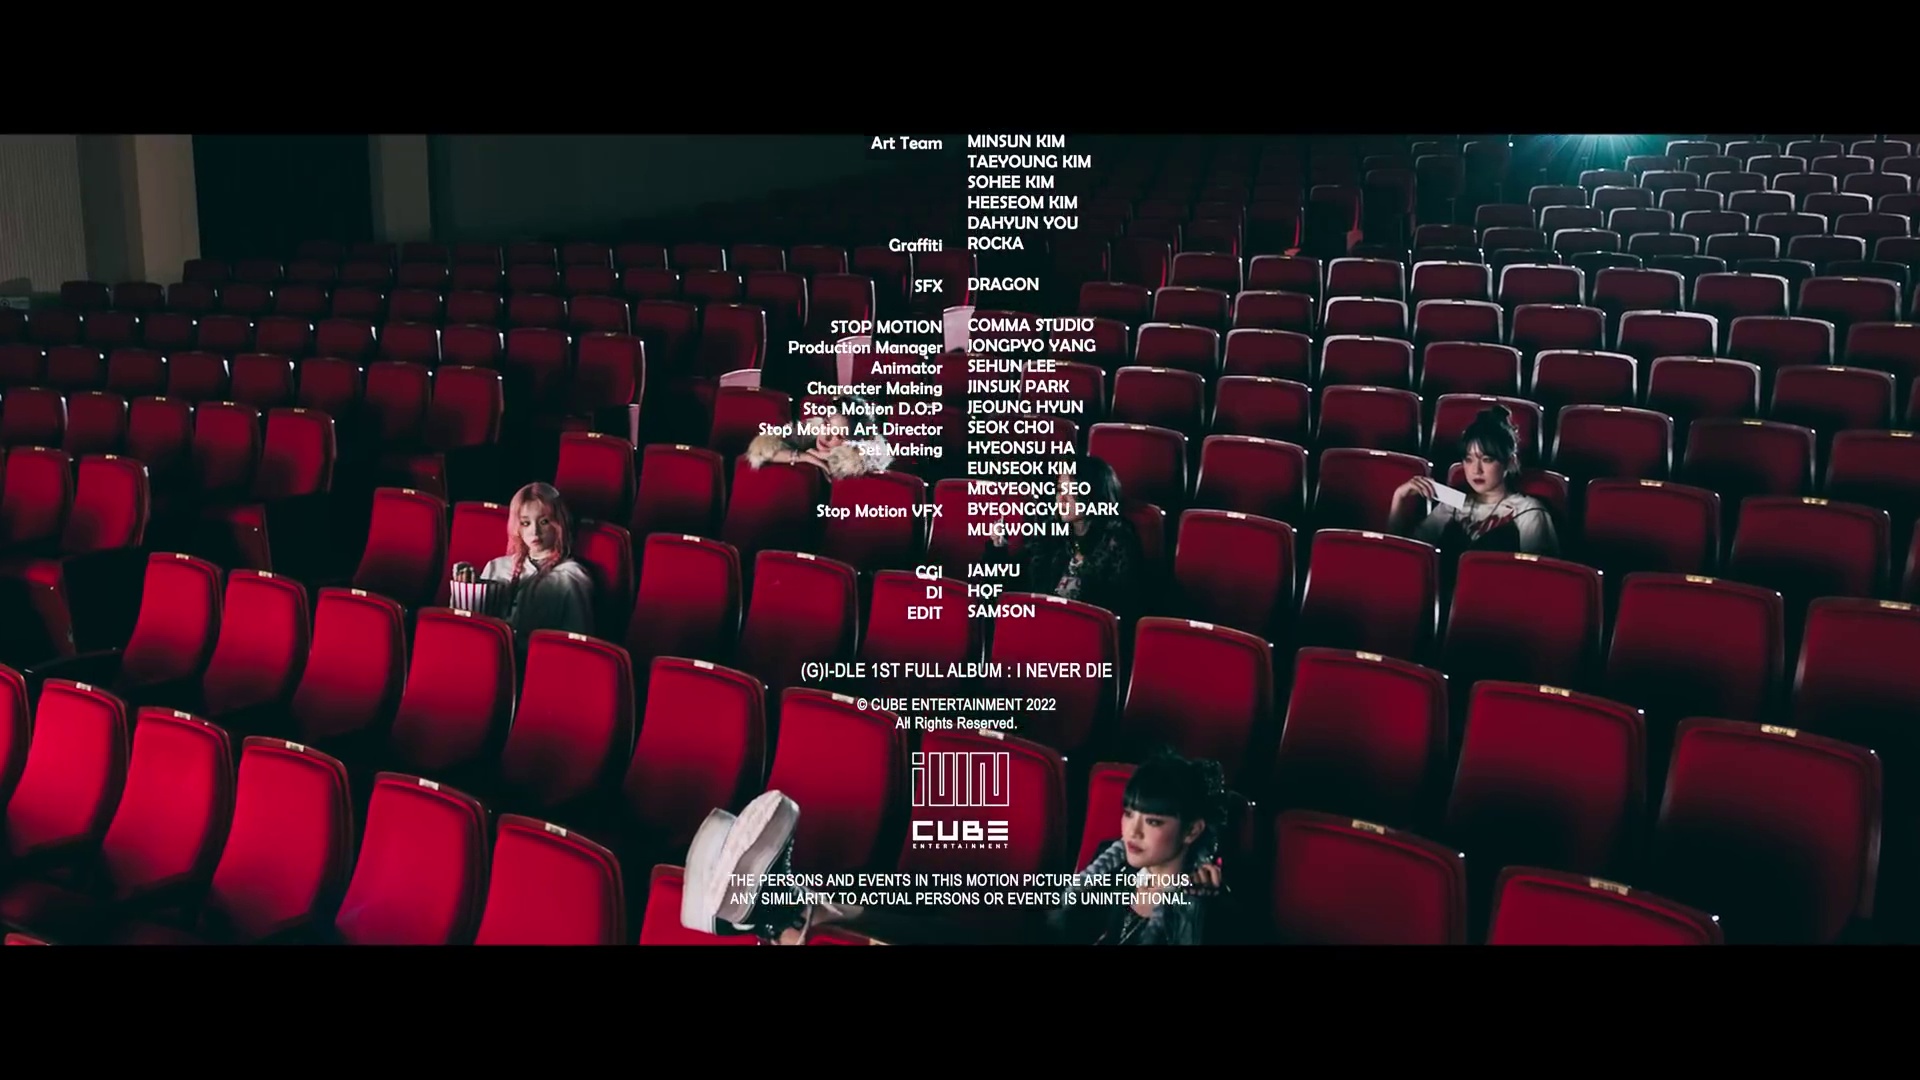 Art Team MINSUN KIM
TAEYOUNG KIM
SOHEE KIM
HEESEOM KIM
DAHYUN YOU
Graffiti ROCKA
SFX DRAGON
STOP MOTION COMMA STUDIO
Production Manager JONGPYO YANG
Animator SEHUN LEE
Character Making JINSUK PARK
Stop Motion D.O.P JEOUNG HYUN
Stop Motion Art Director SEOK CHOI
Set Making HYEONSU HA
EUNSEOK KIM
MIGYEONG SEO
Stop Motion VFX BYEONGGYU PARK
MUGWON IM
CGI JAMYU
DI HQF
EDIT SAMSON
(G)I-DLE 1ST FULL ALBUM : I NEVER DIE
© CUBE ENTERTAINMENT 2022
All Rights Reserved.
CUBE
ENTERTAINMENT
THE PERSONS AND EVENTS IN THIS MOTION PICTURE ARE FICTITIOUS.
ANY SIMILARITY TO ACTUAL PERSONS OR EVENTS IS UNINTENTIONAL.